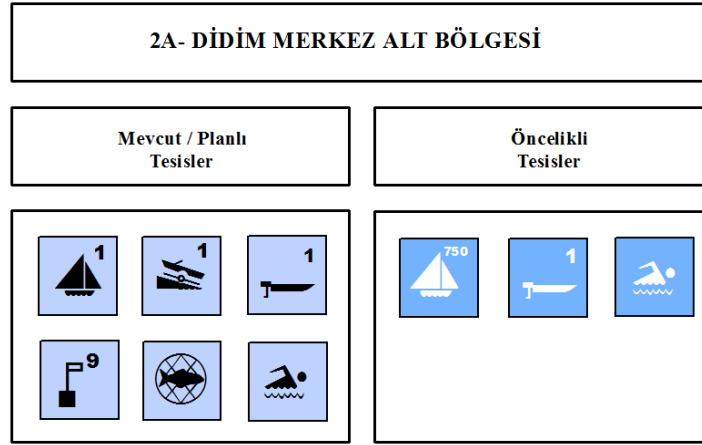 2A- DİDİM MERKEZ ALT BÖLGESİ
Mevcut / Planlı
Tesisler
Öncelikli
Tesisler
1
1
1
750
1
9